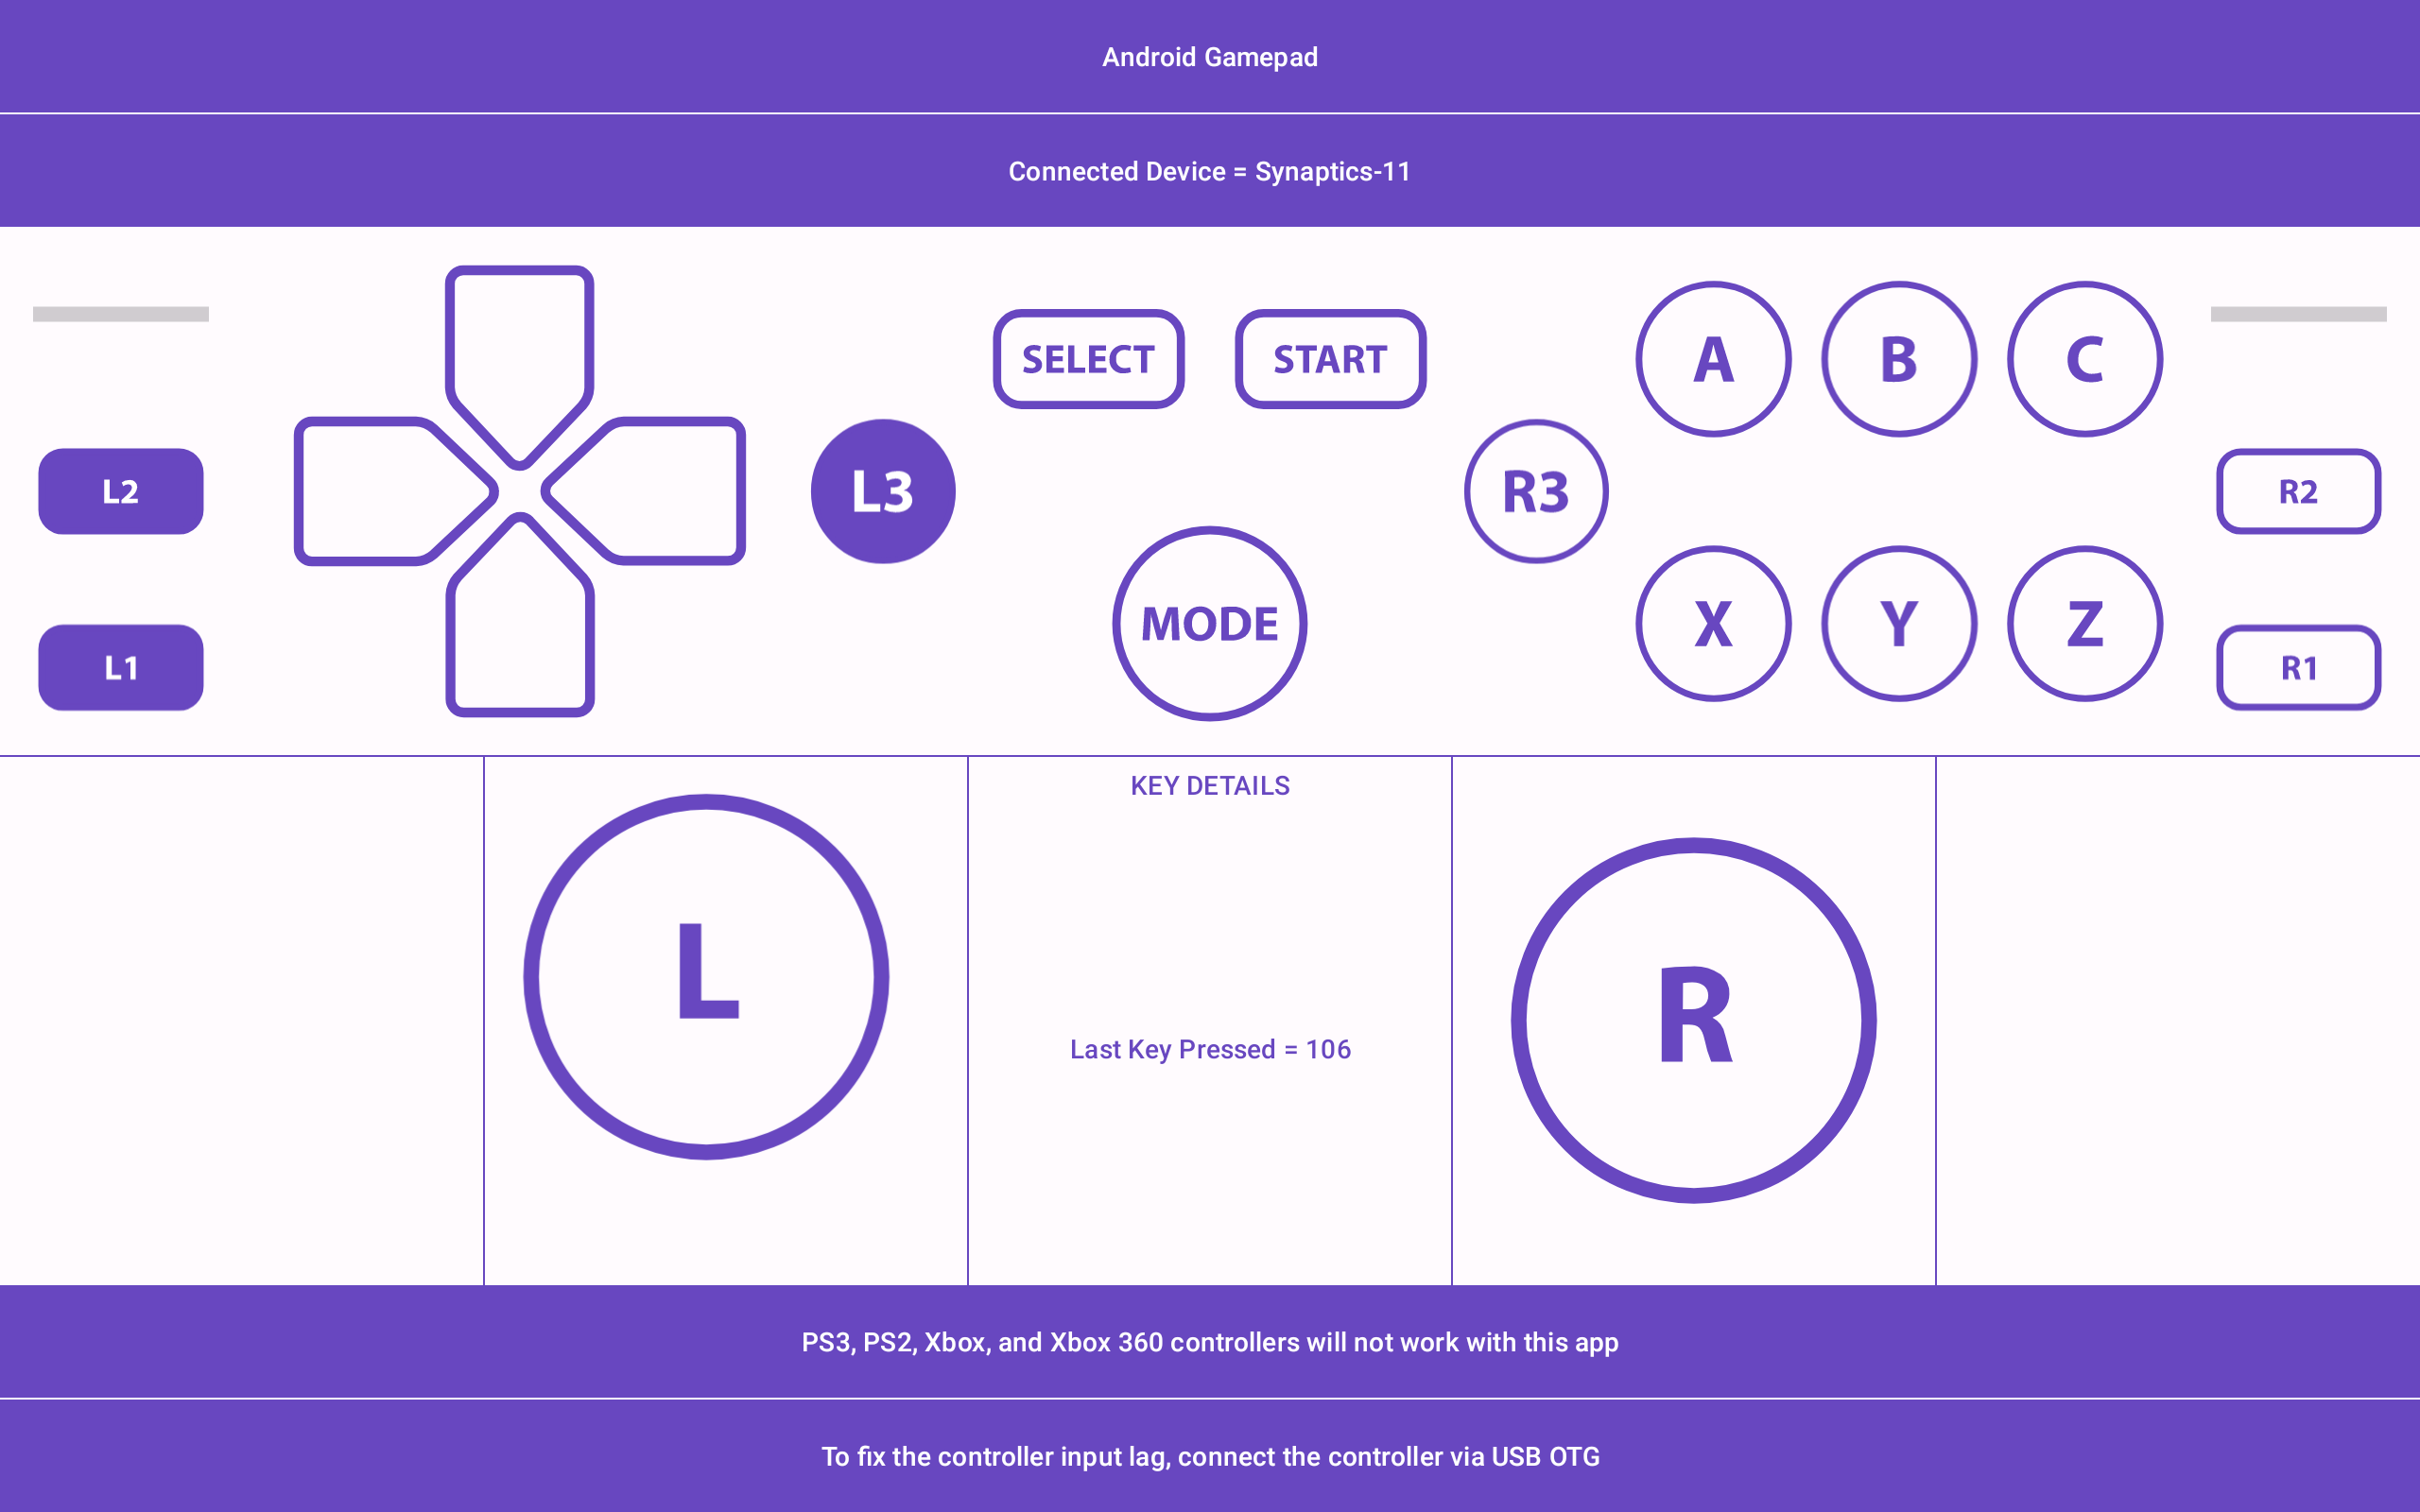 Android Gamepad
Connected Device = Synaptics-11
SELECT START
A B C
L2 L3 R3 R2
MODE
X Y Z
L1 R1
KEY DETAILS
L
R
Last Key Pressed = 106
PS3, PS2, Xbox, and Xbox 360 controllers will not work with this app
To fix the controller input lag, connect the controller via USB OTG